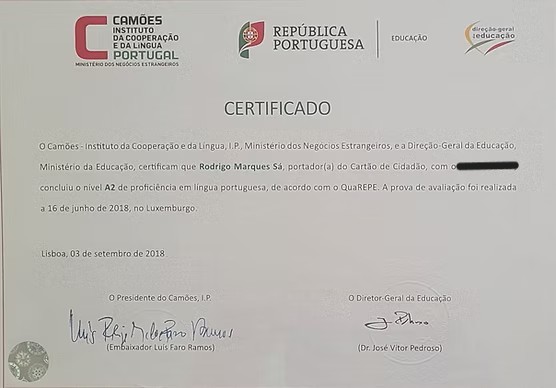 CAMÕES
INSTITUTO
DA COOPERAÇÃO
E DA LÍNGUA
PORTUGAL
MINISTÉRIO DOS NEGÓCIOS ESTRANGEIROS
REPÚBLICA
PORTUGUESA
EDUCAÇÃO
direção-geral
da educação
CERTIFICADO
O Camões - Instituto da Cooperação e da Língua, I.P., Ministério dos Negócios Estrangeiros, e a Direção-Geral da Educação,
Ministério da Educação, certificam que Rodrigo Marques Sá, portador(a) do Cartão de Cidadão, com o
concluiu o nível A2 de proficiência em língua portuguesa, de acordo com o QuaREPE. A prova de avaliação foi realizada
a 16 de junho de 2018, no Luxemburgo.
Lisboa, 03 de setembro de 2018
O Presidente do Camões, I.P.
O Diretor-Geral da Educação
(Embaixador Luís Faro Ramos)
(Dr. José Vítor Pedroso)